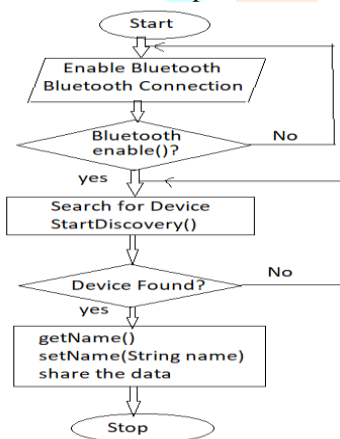 Start
Enable Bluetooth
Bluetooth Connection
Bluetooth
enable()?
No
yes
Search for Device
StartDiscovery()
Device Found?
No
yes
getName()
setName(String name)
share the data
Stop